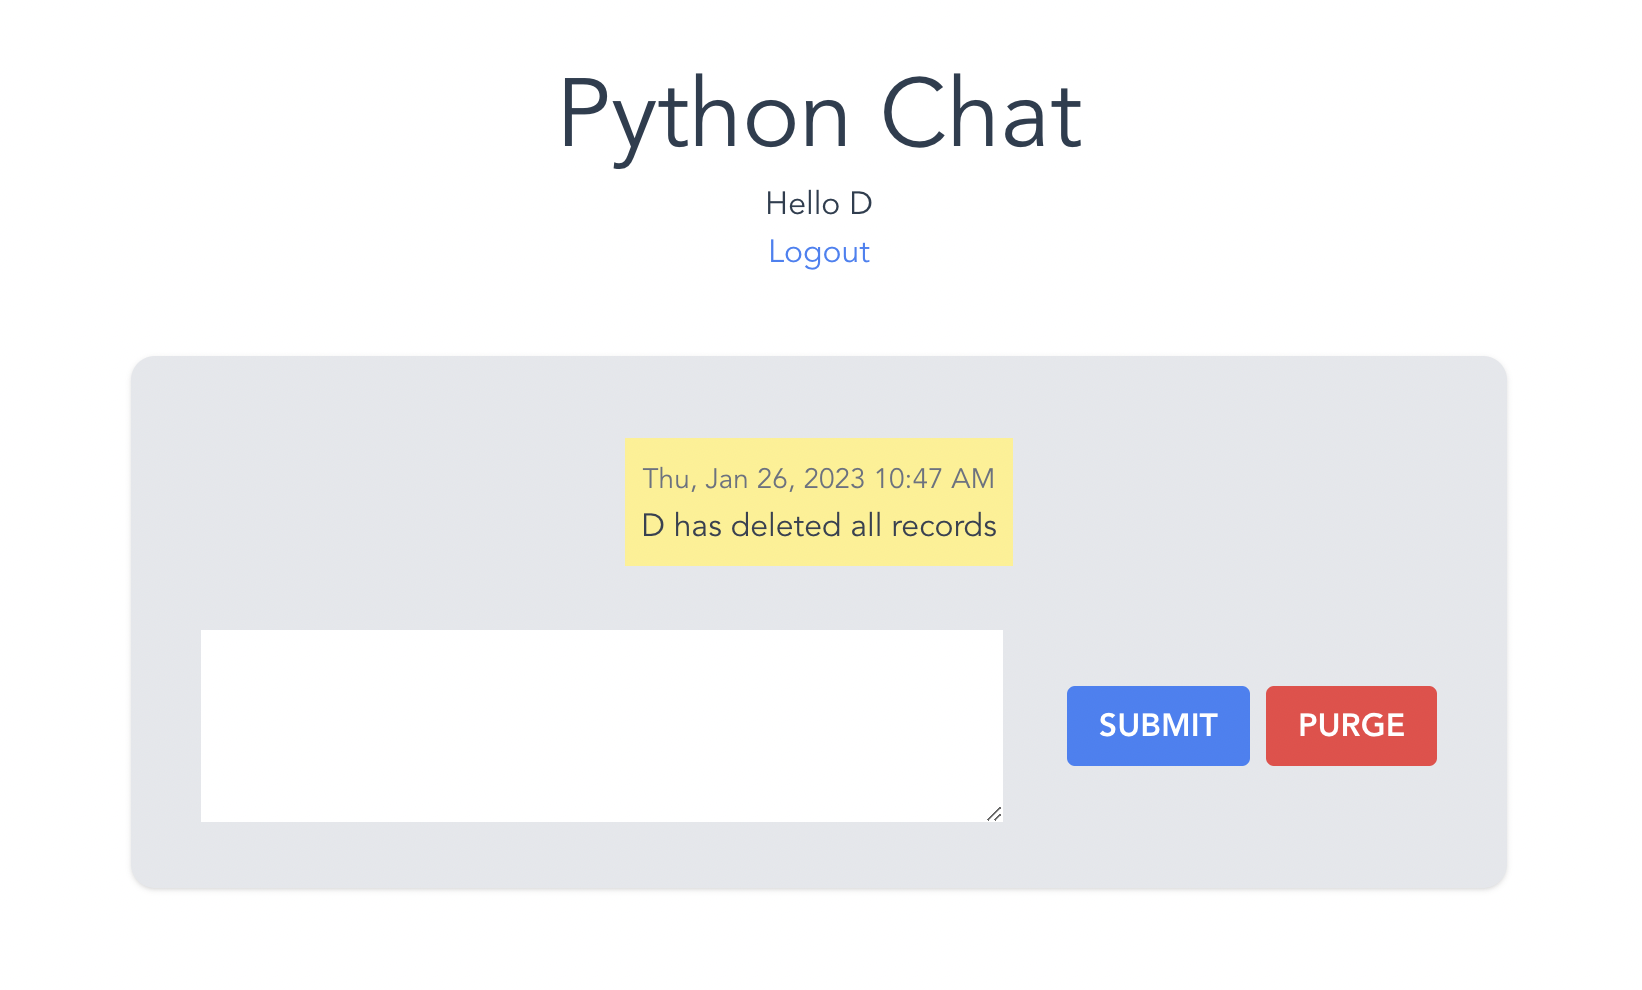 Python Chat
Hello D
Logout
Thu, Jan 26, 2023 10:47 AM
D has deleted all records
SUBMIT PURGE